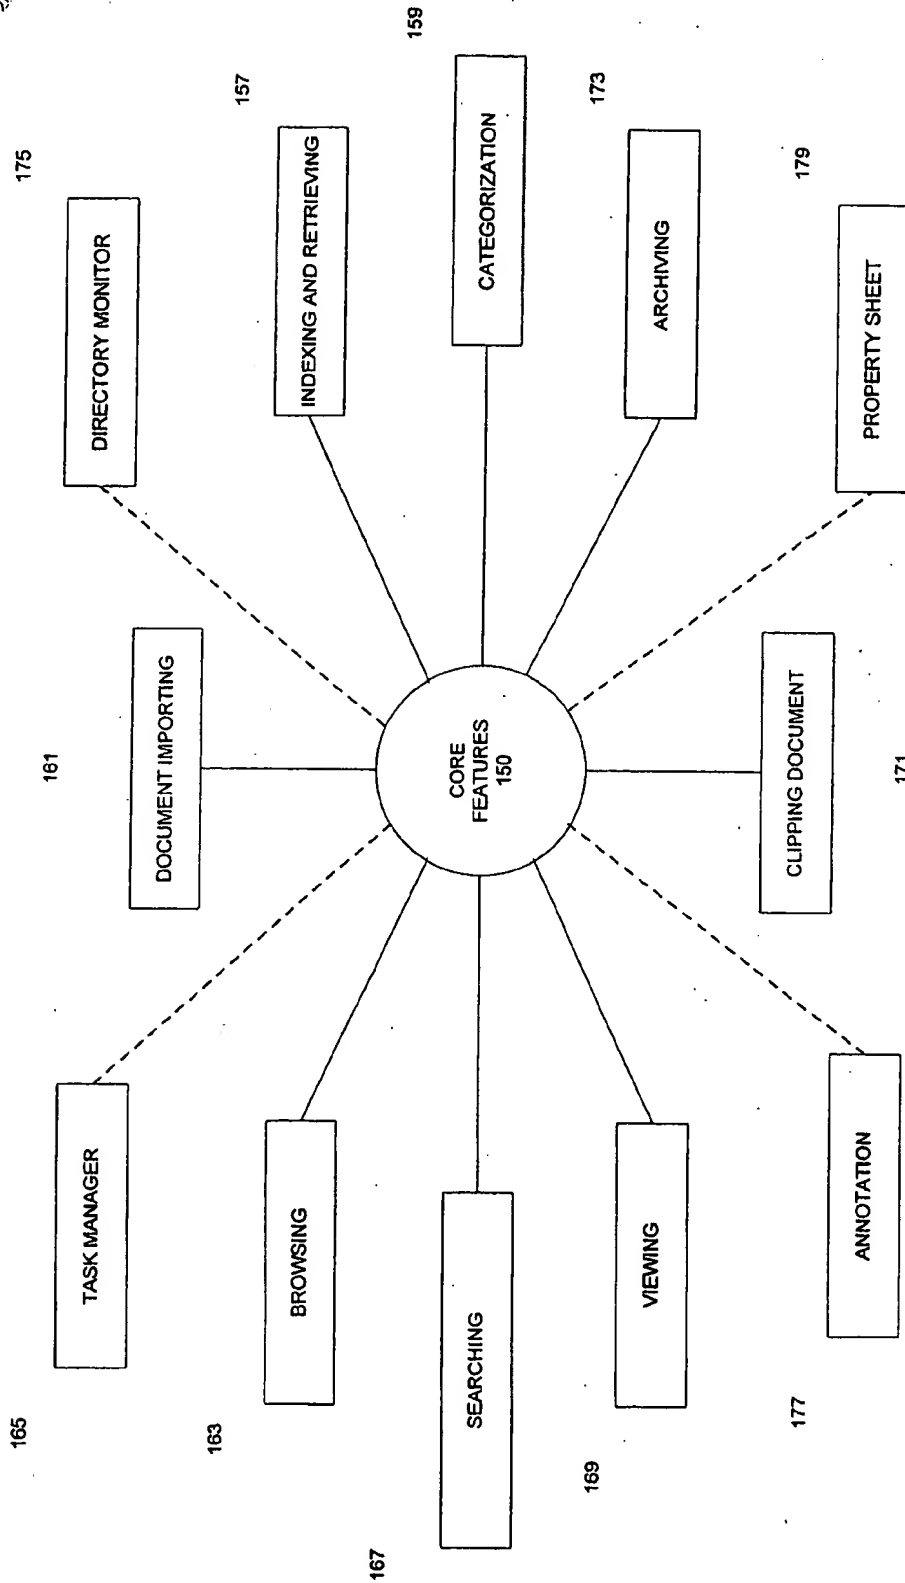 165
161
175
TASK MANAGER
DIRECTORY MONITOR
DOCUMENT IMPORTING
163
157
BROWSING
INDEXING AND RETRIEVING
167
159
SEARCHING
CORE
FEATURES
150
CATEGORIZATION
169
173
VIEWING
ARCHIVING
177
CLIPPING DOCUMENT
179
ANNOTATION
PROPERTY SHEET
171